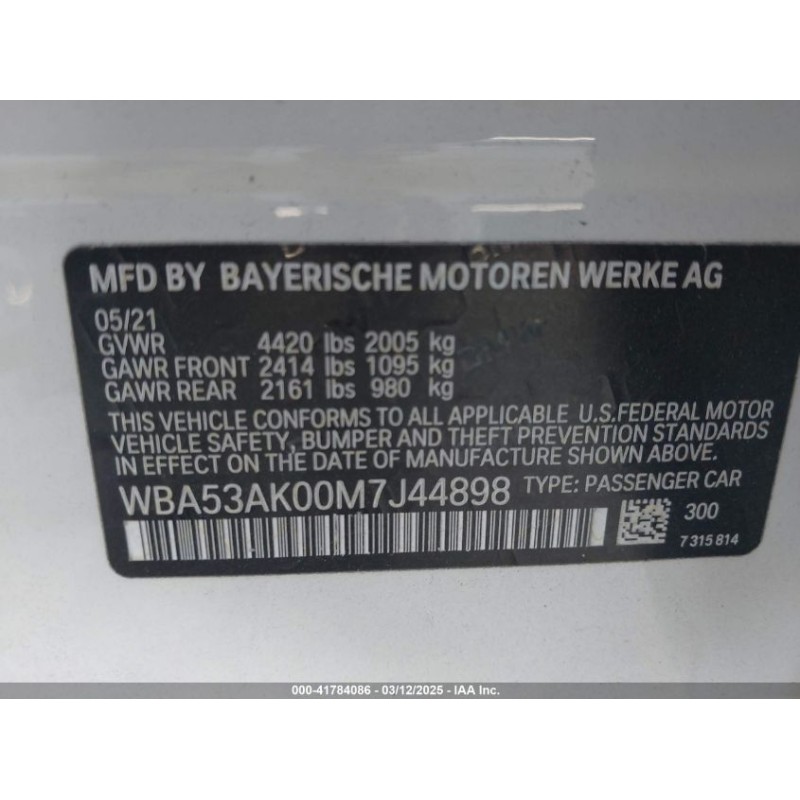 MFD BY BAYERISCHE MOTOREN WERKE AG
05/21
GVWR 4420 lbs 2005 kg
GAWR FRONT 2414 lbs 1095 kg
GAWR REAR 2161 lbs 980 kg
THIS VEHICLE CONFORMS TO ALL APPLICABLE U.S.FEDERAL MOTOR
VEHICLE SAFETY, BUMPER AND THEFT PREVENTION STANDARDS
IN EFFECT ON THE DATE OF MANUFACTURE SHOWN ABOVE.
WBA53AK00M7J44898 TYPE: PASSENGER CAR
300
7 315 814
000-41784086 - 03/12/2025 - IAA Inc.